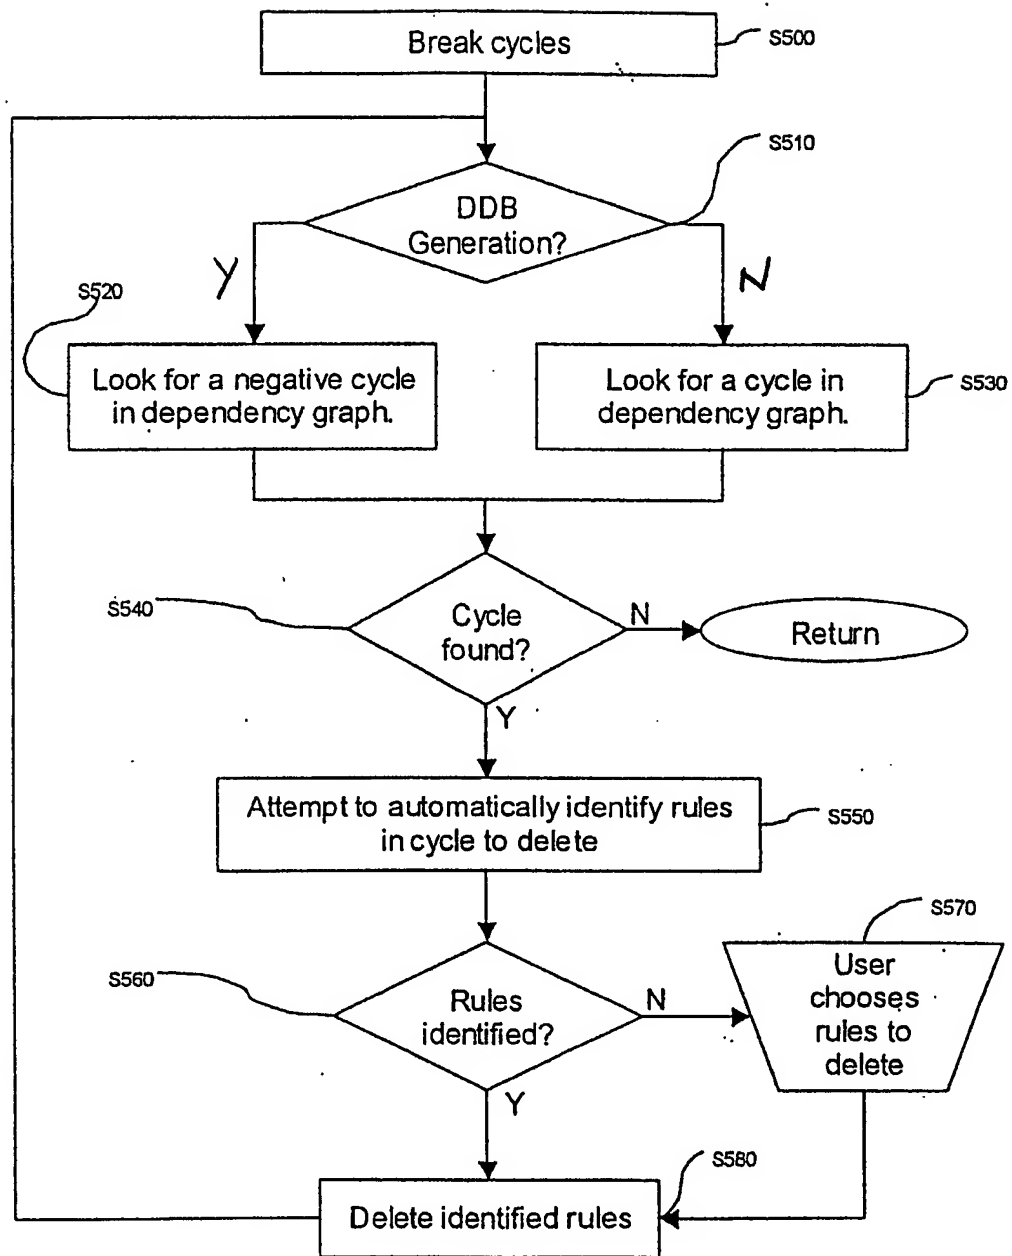 Break cycles
S500
S510
DDB
Generation?
Y
N
S520
Look for a negative cycle
in dependency graph.
Look for a cycle in
dependency graph.
S530
S540
Cycle
found?
N
Return
Y
Attempt to automatically identify rules
in cycle to delete
S550
S570
S560
Rules
identified?
N
User
chooses
rules to
delete
Y
S580
Delete identified rules